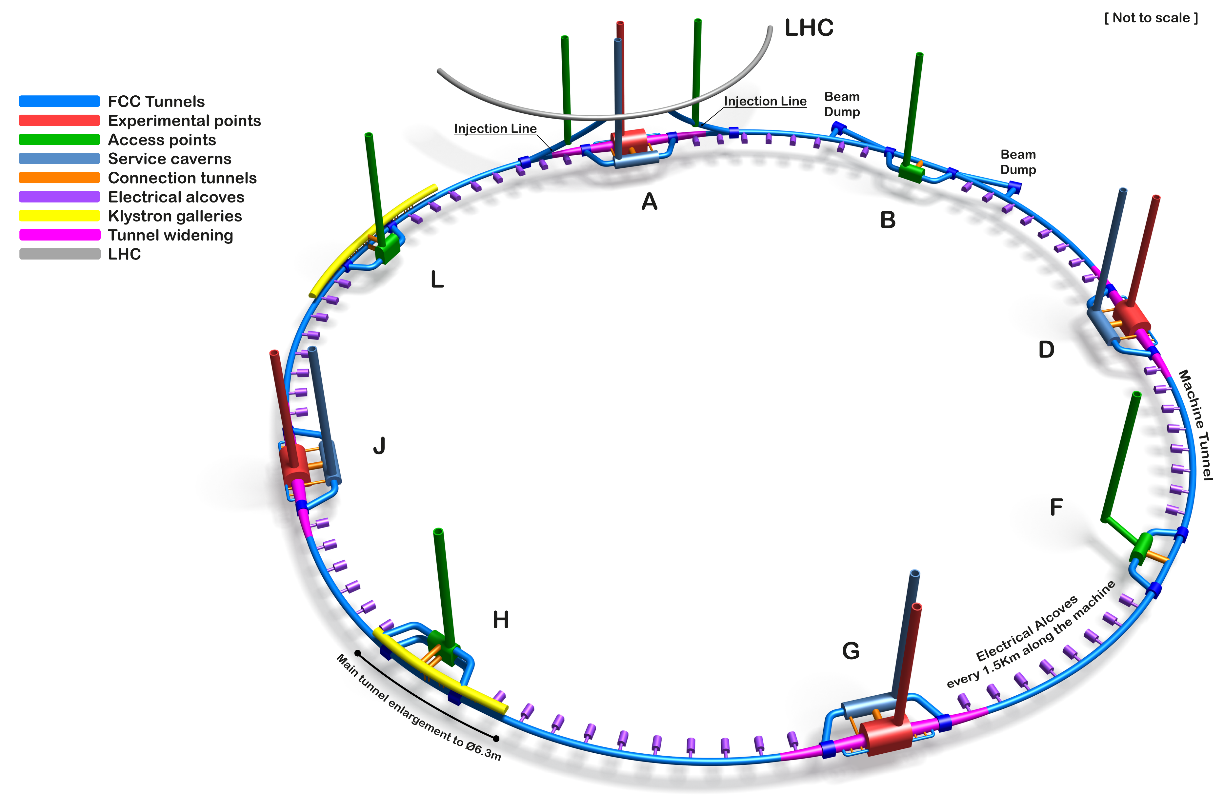 [ Not to scale ]
LHC
FCC Tunnels
Experimental points
Access points
Service caverns
Connection tunnels
Electrical alcoves
Klystron galleries
Tunnel widening
LHC
Injection Line
Injection Line
Beam
Dump
Beam
Dump
A
B
L
D
Machine Tunnel
J
F
H
G
Electrical Alcoves
every 1.5Km along the machine
Main tunnel enlargement to Ø6.3m